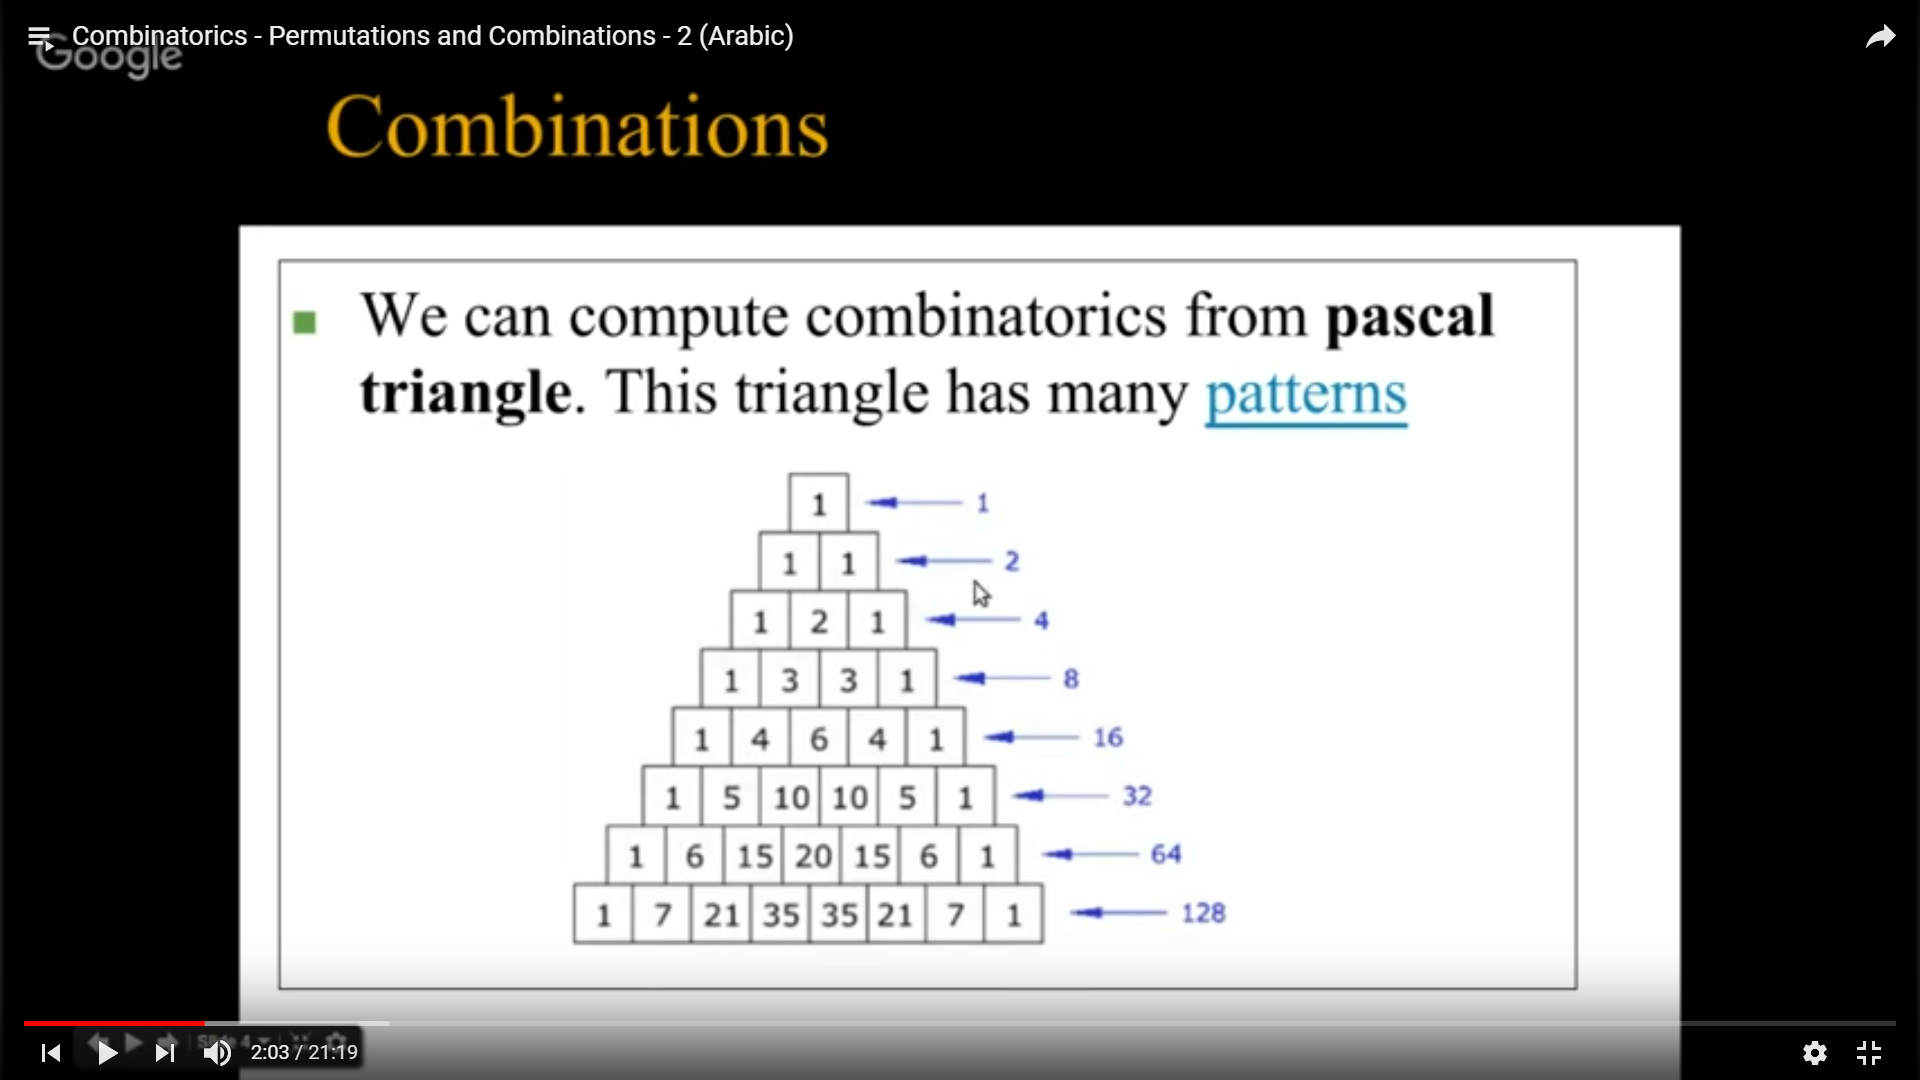 Combinatorics - Permutations and Combinations - 2 (Arabic)
Google
Combinations
We can compute combinatorics from pascal
triangle. This triangle has many patterns
1 1
1 1 2
1 2 1 4
1 3 3 1 8
1 4 6 4 1 16
1 5 10 10 5 1 32
1 6 15 20 15 6 1 64
1 7 21 35 35 21 7 1 128
Slide 4
2:03 / 21:19